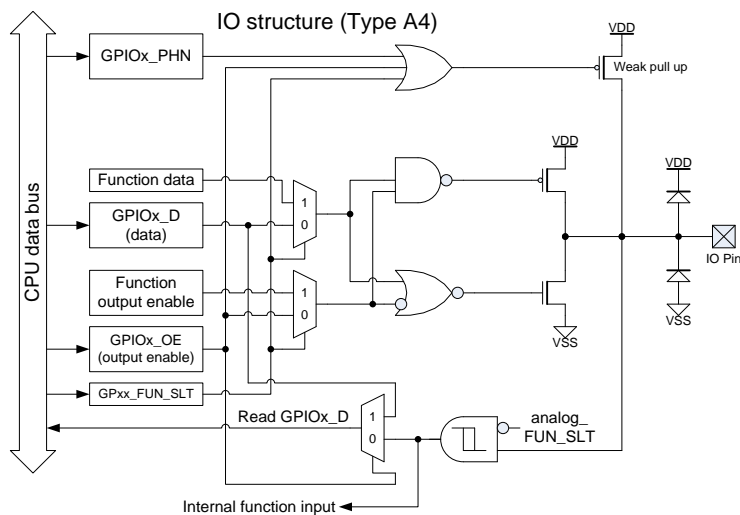 IO structure (Type A4)
CPU data bus
GPIOx_PHN
VDD
Weak pull up
Function data
GPIOx_D
(data)
1
0
VDD
VDD
Function
output enable
1
0
IO Pin
GPIOx_OE
(output enable)
VSS
VSS
GPxx_FUN_SLT
Read GPIOx_D
1
0
analog_
FUN_SLT
Internal function input